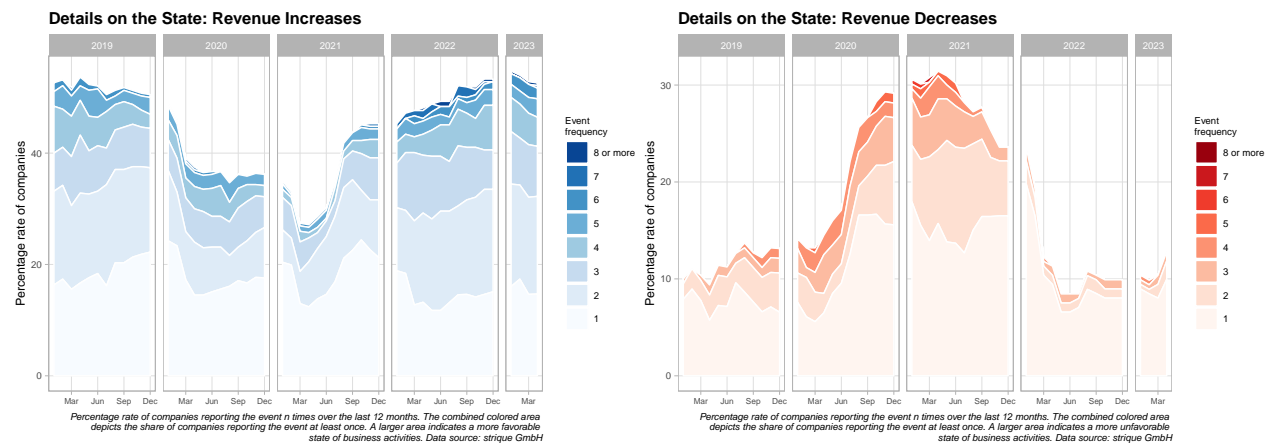 Details on the State: Revenue Increases
2019 2020 2021 2022 2023
Percentage rate of companies
40
20
0
Mar Jun Sep Dec Mar Jun Sep Dec Mar Jun Sep Dec Mar Jun Sep Dec Mar
Event
frequency
8 or more
7
6
5
4
3
2
1
Percentage rate of companies reporting the event n times over the last 12 months. The combined colored area
depicts the share of companies reporting the event at least once. A larger area indicates a more favorable
state of business activities. Data source: strique GmbH
Details on the State: Revenue Decreases
2019 2020 2021 2022 2023
Percentage rate of companies
30
20
10
0
Mar Jun Sep Dec Mar Jun Sep Dec Mar Jun Sep Dec Mar Jun Sep Dec Mar
Event
frequency
8 or more
7
6
5
4
3
2
1
Percentage rate of companies reporting the event n times over the last 12 months. The combined colored area
depicts the share of companies reporting the event at least once. A larger area indicates a more unfavorable
state of business activities. Data source: strique GmbH